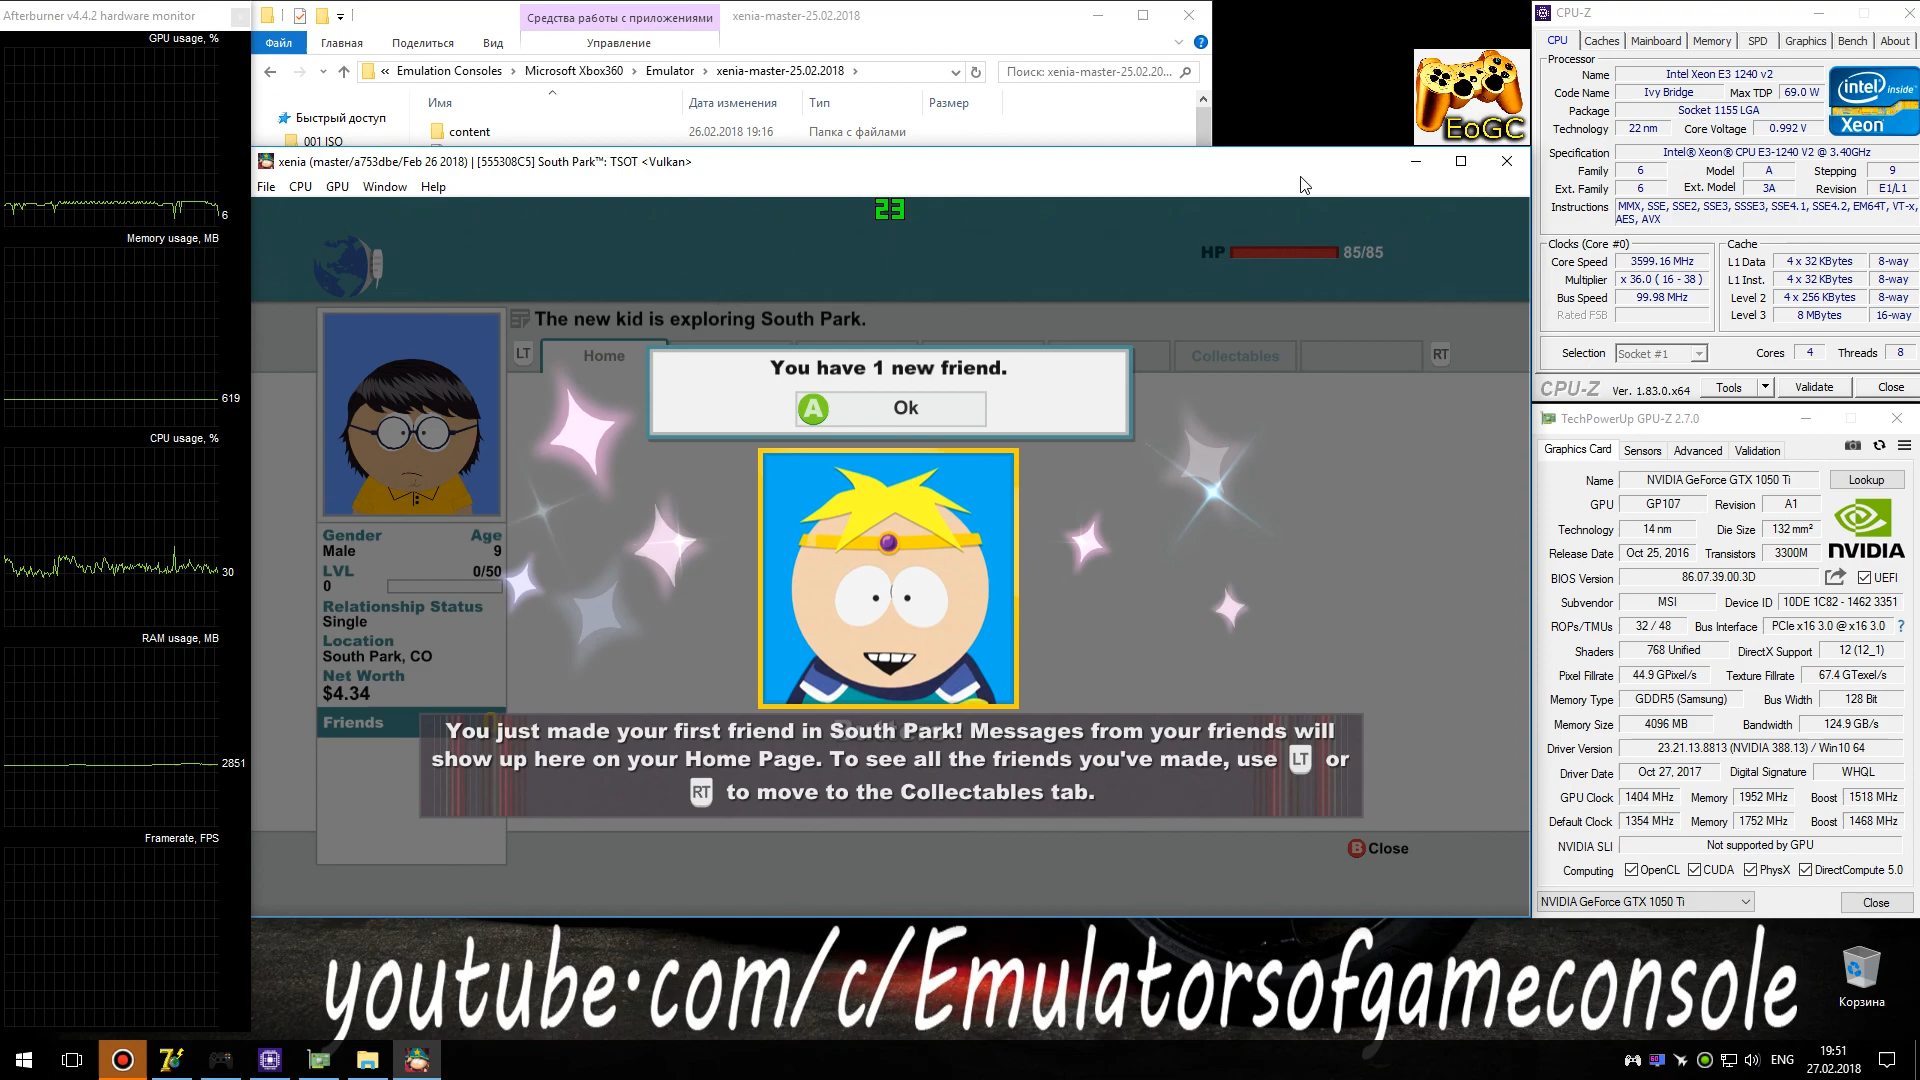 Afterburner v4.4.2 hardware monitor
GPU usage, %
6
Memory usage, MB
619
CPU usage, %
30
RAM usage, MB
2851
Framerate, FPS
Средства работы с приложениями
xenia-master-25.02.2018
Файл
Главная
Поделиться
Вид
Управление
« Emulation Consoles > Microsoft Xbox360 > Emulator > xenia-master-25.02.2018 >
Поиск: xenia-master-25.02.20...
Имя
Дата изменения
Тип
Размер
Быстрый доступ
001 ISO
content
26.02.2018 19:16
Папка с файлами
EoGC
xenia (master/a753dbe/Feb 26 2018) | [555308C5] South Park™: TSOT <Vulkan>
File CPU GPU Window Help
23
HP 85/85
The new kid is exploring South Park.
LT Home Collectables RT
You have 1 new friend.
A Ok
Gender Age
Male 9
LVL 0/50
0
Relationship Status
Single
Location
South Park, CO
Net Worth
$4.34
Friends
You just made your first friend in South Park! Messages from your friends will
show up here on your Home Page. To see all the friends you've made, use LT or
RT to move to the Collectables tab.
B Close
CPU-Z
CPU Caches Mainboard Memory SPD Graphics Bench About
Processor
Name Intel Xeon E3 1240 v2
Code Name Ivy Bridge Max TDP 69.0 W
Package Socket 1155 LGA
Technology 22 nm Core Voltage 0.992 V
intel inside™
Xeon
Specification Intel® Xeon® CPU E3-1240 V2 @ 3.40GHz
Family 6 Model A Stepping 9
Ext. Family 6 Ext. Model 3A Revision E1/L1
Instructions MMX, SSE, SSE2, SSE3, SSSE3, SSE4.1, SSE4.2, EM64T, VT-x,
AES, AVX
Clocks (Core #0)
Core Speed 3599.16 MHz
Multiplier x 36.0 ( 16 - 38 )
Bus Speed 99.98 MHz
Rated FSB
Cache
L1 Data 4 x 32 KBytes 8-way
L1 Inst. 4 x 32 KBytes 8-way
Level 2 4 x 256 KBytes 8-way
Level 3 8 MBytes 16-way
Selection Socket #1 Cores 4 Threads 8
CPU-Z Ver. 1.83.0.x64 Tools Validate Close
TechPowerUp GPU-Z 2.7.0
Graphics Card Sensors Advanced Validation
Name NVIDIA GeForce GTX 1050 Ti Lookup
GPU GP107 Revision A1
Technology 14 nm Die Size 132 mm²
Release Date Oct 25, 2016 Transistors 3300M
NVIDIA
BIOS Version 86.07.39.00.3D UEFI
Subvendor MSI Device ID 10DE 1C82 - 1462 3351
ROPs/TMUs 32 / 48 Bus Interface PCIe x16 3.0 @ x16 3.0 ?
Shaders 768 Unified DirectX Support 12 (12_1)
Pixel Fillrate 44.9 GPixel/s Texture Fillrate 67.4 GTexel/s
Memory Type GDDR5 (Samsung) Bus Width 128 Bit
Memory Size 4096 MB Bandwidth 124.9 GB/s
Driver Version 23.21.13.8813 (NVIDIA 388.13) / Win10 64
Driver Date Oct 27, 2017 Digital Signature WHQL
GPU Clock 1404 MHz Memory 1952 MHz Boost 1518 MHz
Default Clock 1354 MHz Memory 1752 MHz Boost 1468 MHz
NVIDIA SLI Not supported by GPU
Computing OpenCL CUDA PhysX DirectCompute 5.0
NVIDIA GeForce GTX 1050 Ti Close
youtube.com/c/Emulatorsofgameconsole
Корзина
ENG
19:51
27.02.2018